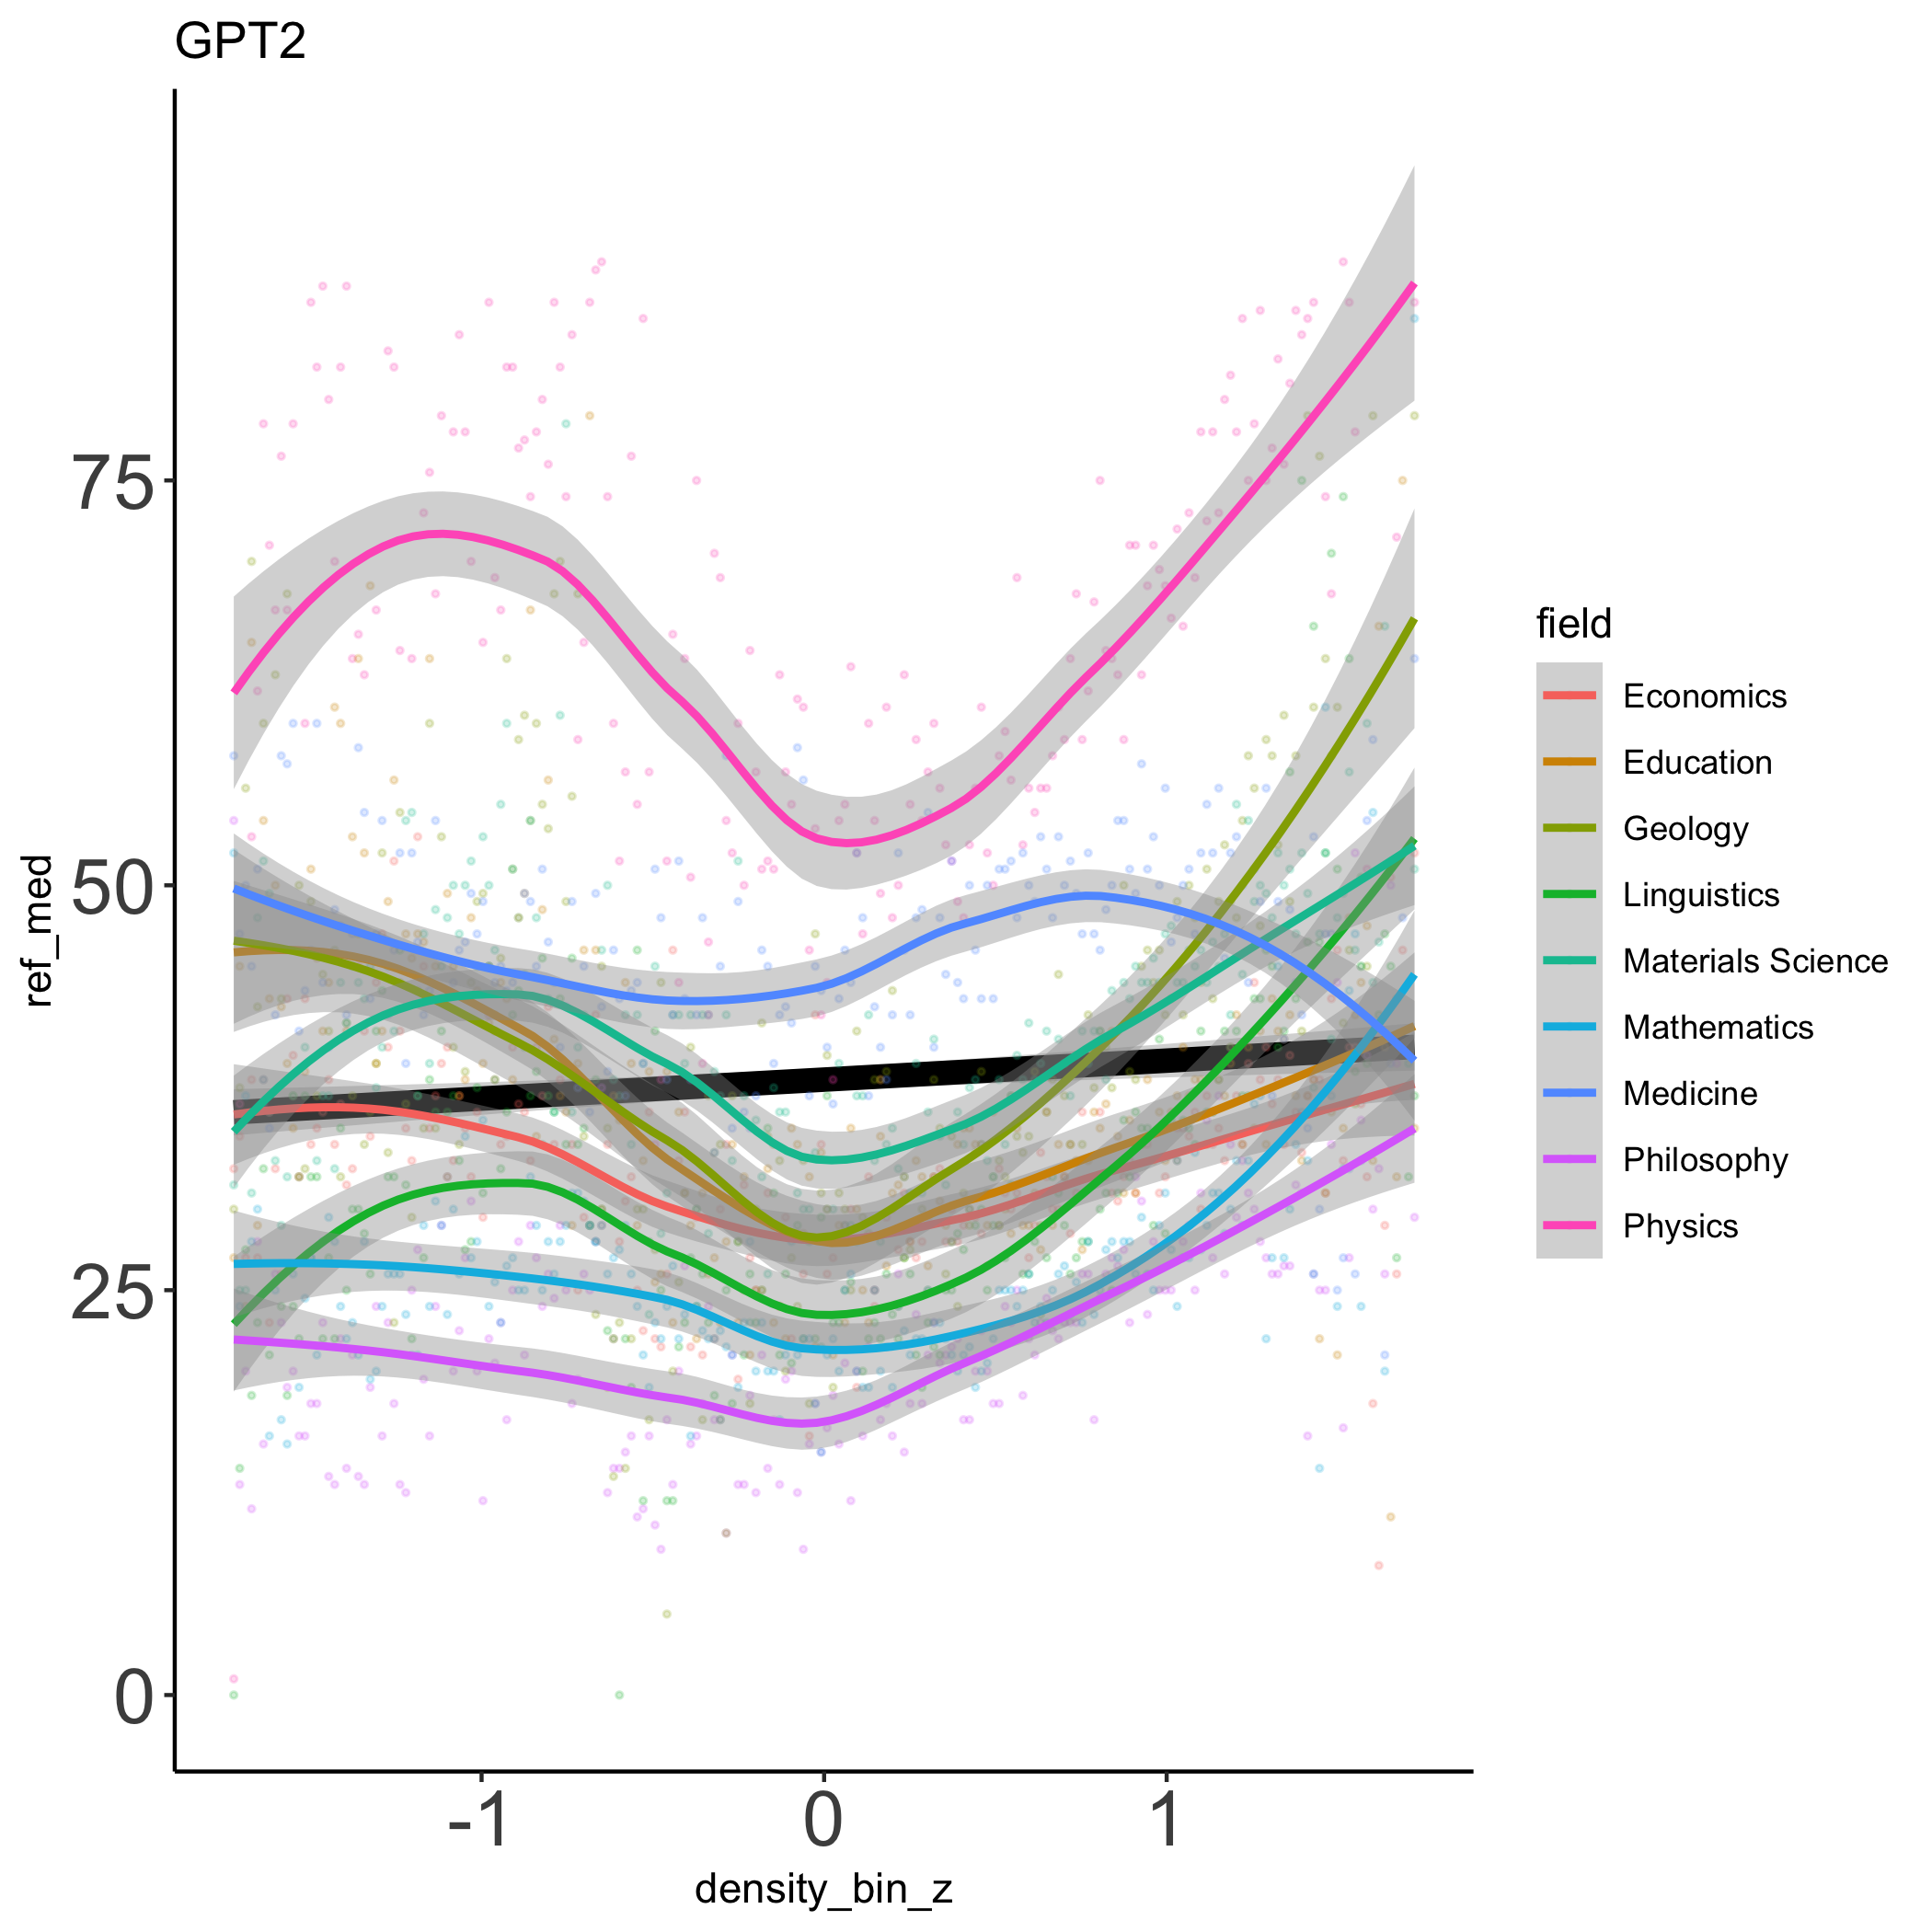 GPT2
ref_med
75
50
25
0
-1
0
1
density_bin_z
field
Economics
Education
Geology
Linguistics
Materials Science
Mathematics
Medicine
Philosophy
Physics